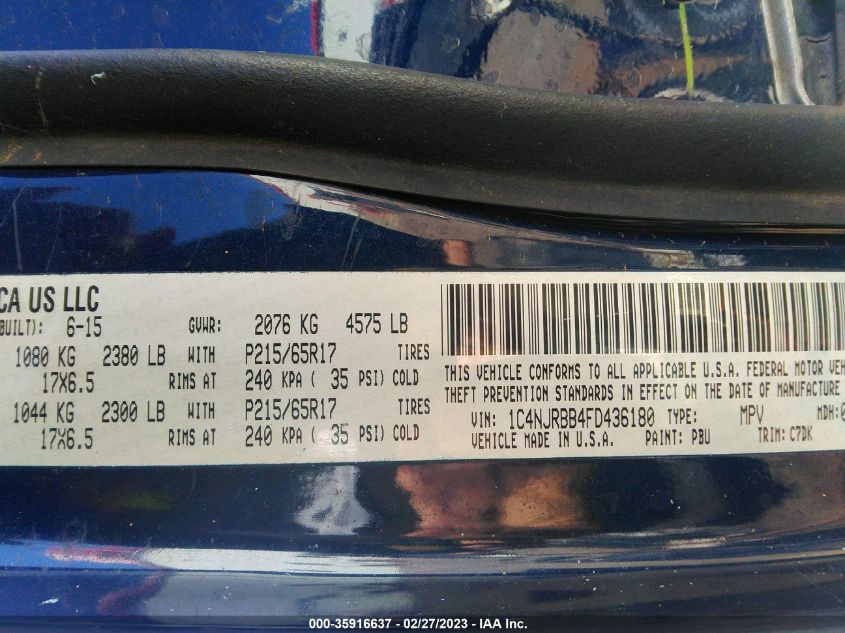 CA US LLC
BUILT): 6-15 GVWR: 2076 KG 4575 LB
1080 KG 2380 LB WITH P215/65R17 TIRES
17X6.5 RIMS AT 240 KPA ( 35 PSI) COLD
1044 KG 2300 LB WITH P215/65R17 TIRES
17X6.5 RIMS AT 240 KPA ( 35 PSI) COLD
THIS VEHICLE CONFORMS TO ALL APPLICABLE U.S.A. FEDERAL MOTOR VEH
THEFT PREVENTION STANDARDS IN EFFECT ON THE DATE OF MANUFACTURE
VIN: 1C4NJRBB4FD436180 TYPE: MPV MDH:0
VEHICLE MADE IN U.S.A. PAINT: PBU TRIM: C7DK
000-35916637 - 02/27/2023 - IAA Inc.